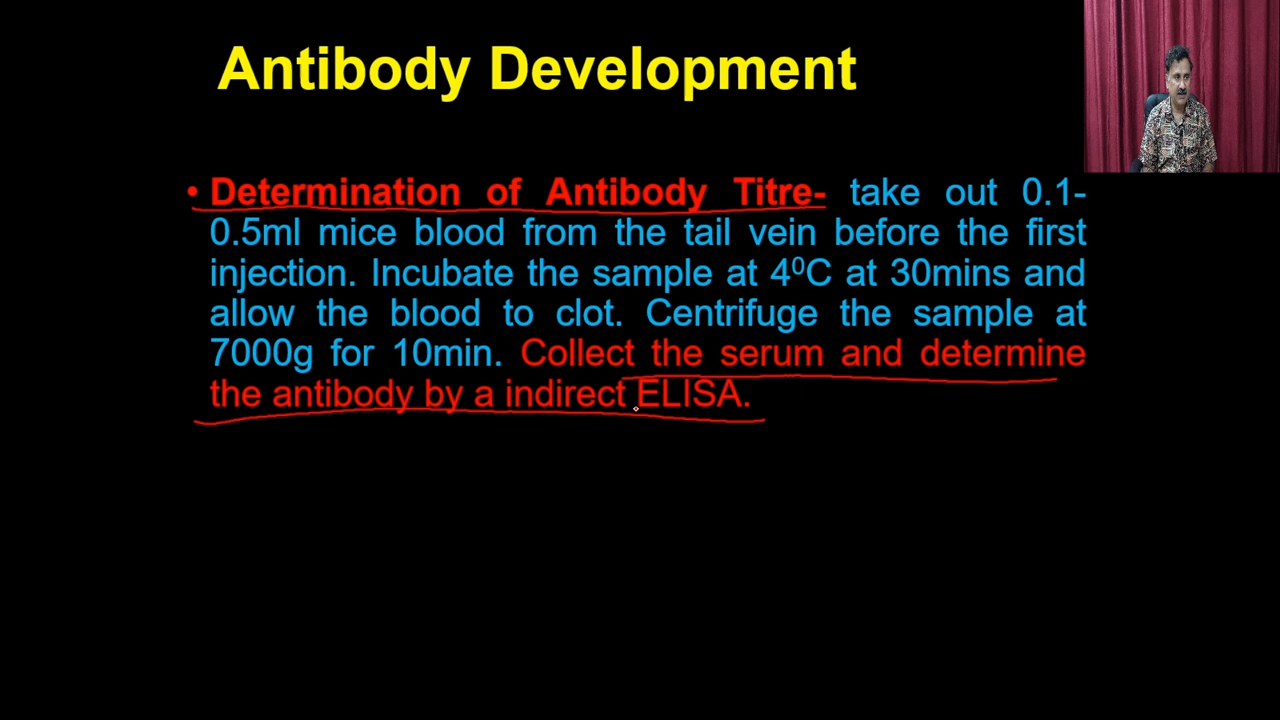 Antibody Development
• Determination of Antibody Titre- take out 0.1-
0.5ml mice blood from the tail vein before the first
injection. Incubate the sample at 4⁰C at 30mins and
allow the blood to clot. Centrifuge the sample at
7000g for 10min. Collect the serum and determine
the antibody by a indirect ELISA.